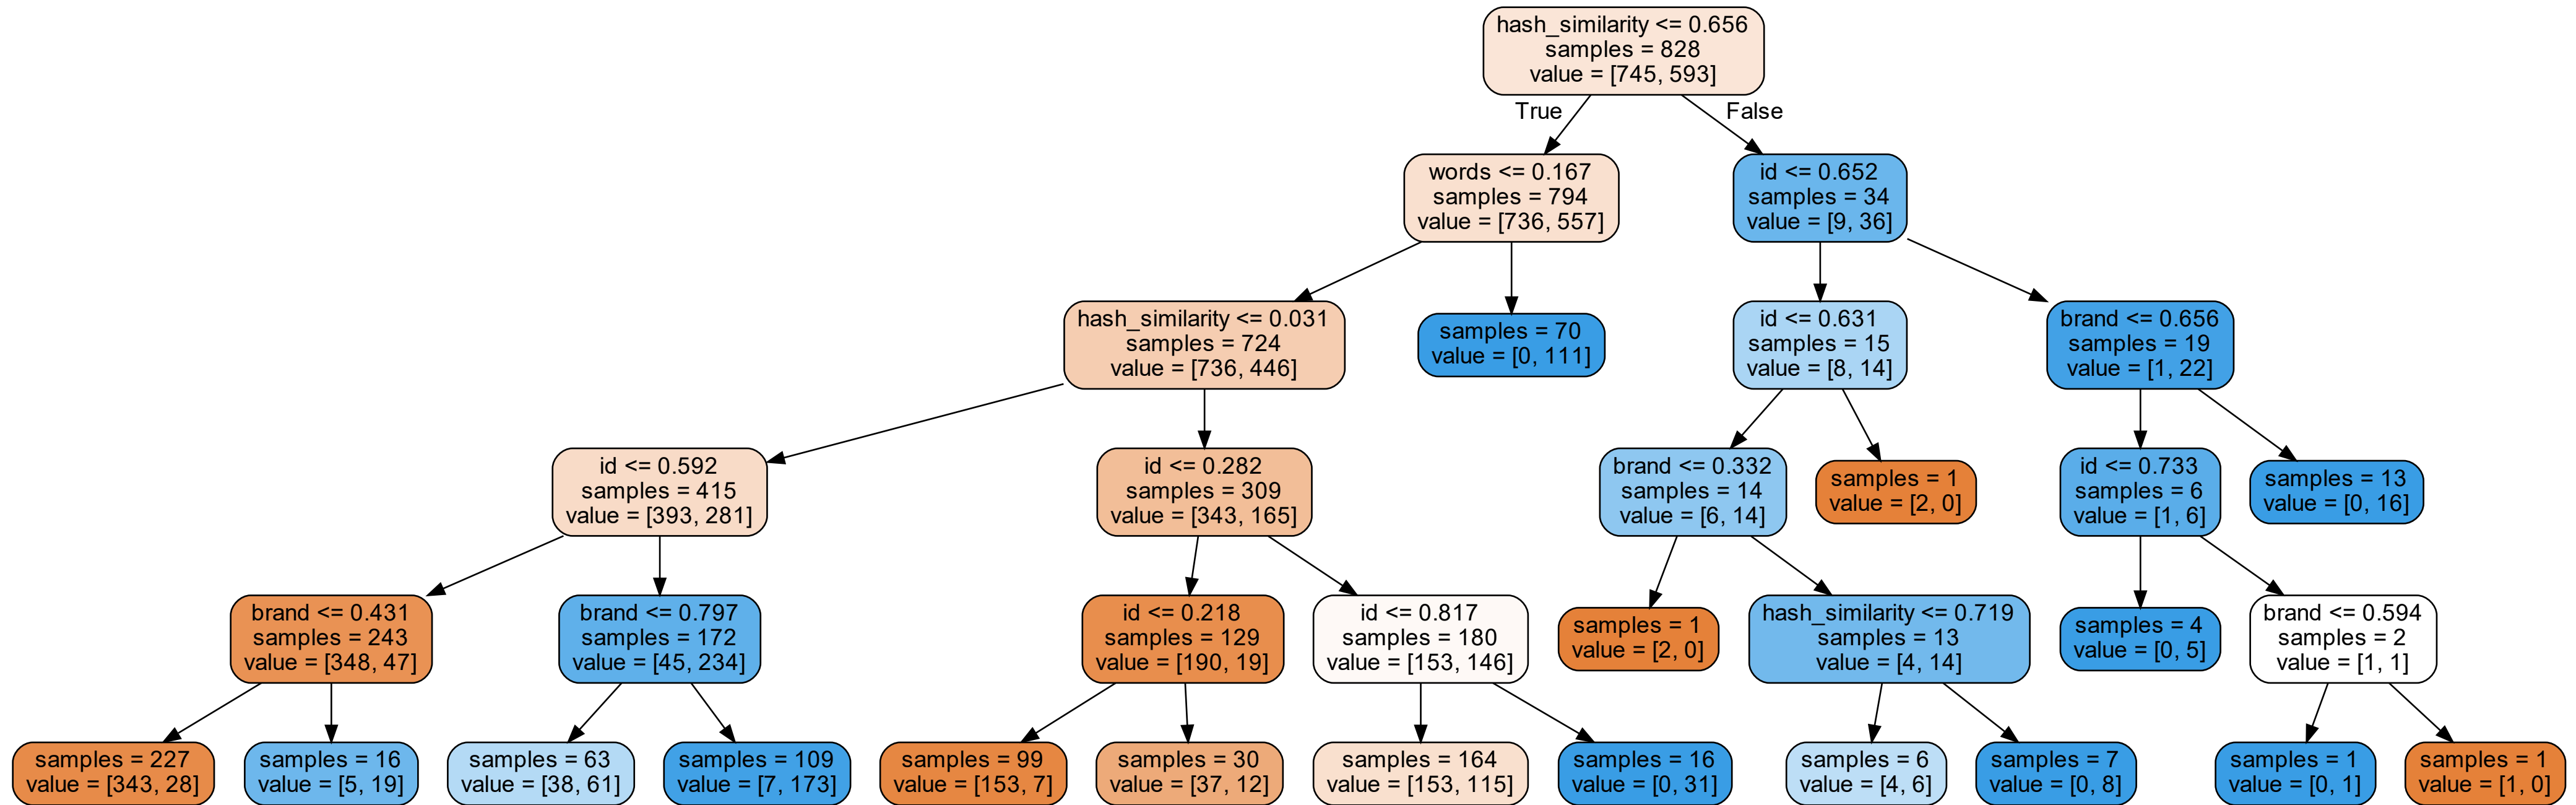 hash_similarity <= 0.656
samples = 828
value = [745, 593]
True
False
words <= 0.167
samples = 794
value = [736, 557]
id <= 0.652
samples = 34
value = [9, 36]
hash_similarity <= 0.031
samples = 724
value = [736, 446]
samples = 70
value = [0, 111]
id <= 0.631
samples = 15
value = [8, 14]
brand <= 0.656
samples = 19
value = [1, 22]
id <= 0.592
samples = 415
value = [393, 281]
id <= 0.282
samples = 309
value = [343, 165]
brand <= 0.332
samples = 14
value = [6, 14]
samples = 1
value = [2, 0]
id <= 0.733
samples = 6
value = [1, 6]
samples = 13
value = [0, 16]
brand <= 0.431
samples = 243
value = [348, 47]
brand <= 0.797
samples = 172
value = [45, 234]
id <= 0.218
samples = 129
value = [190, 19]
id <= 0.817
samples = 180
value = [153, 146]
samples = 1
value = [2, 0]
hash_similarity <= 0.719
samples = 13
value = [4, 14]
samples = 4
value = [0, 5]
brand <= 0.594
samples = 2
value = [1, 1]
samples = 227
value = [343, 28]
samples = 16
value = [5, 19]
samples = 63
value = [38, 61]
samples = 109
value = [7, 173]
samples = 99
value = [153, 7]
samples = 30
value = [37, 12]
samples = 164
value = [153, 115]
samples = 16
value = [0, 31]
samples = 6
value = [4, 6]
samples = 7
value = [0, 8]
samples = 1
value = [0, 1]
samples = 1
value = [1, 0]